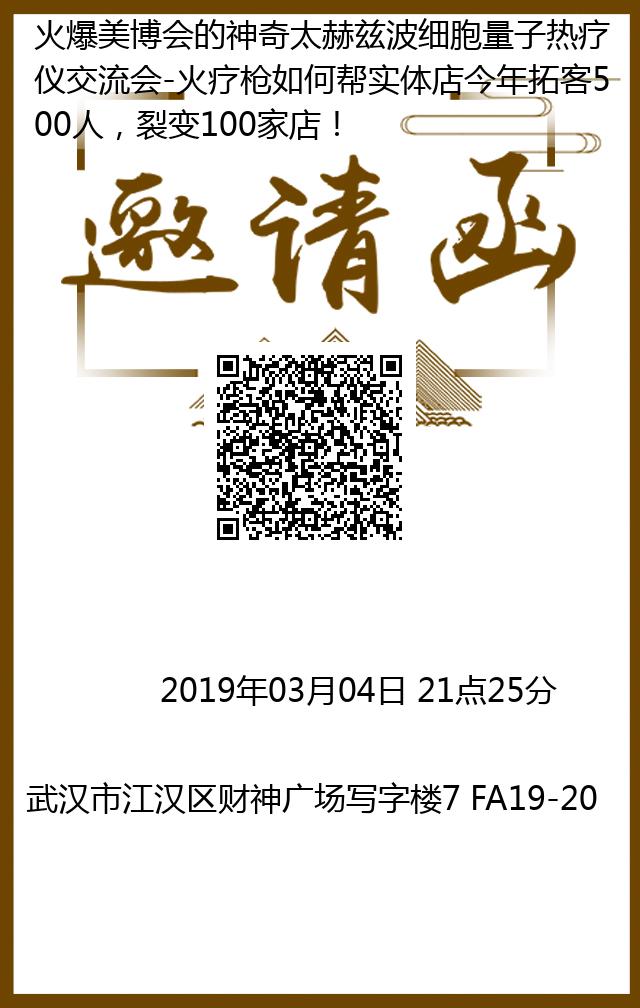 火爆美博会的神奇太赫兹波细胞量子热疗
仪交流会-火疗枪如何帮实体店今年拓客5
00人，裂变100家店！
邀请函
2019年03月04日 21点25分
武汉市江汉区财神广场写字楼7 FA19-20